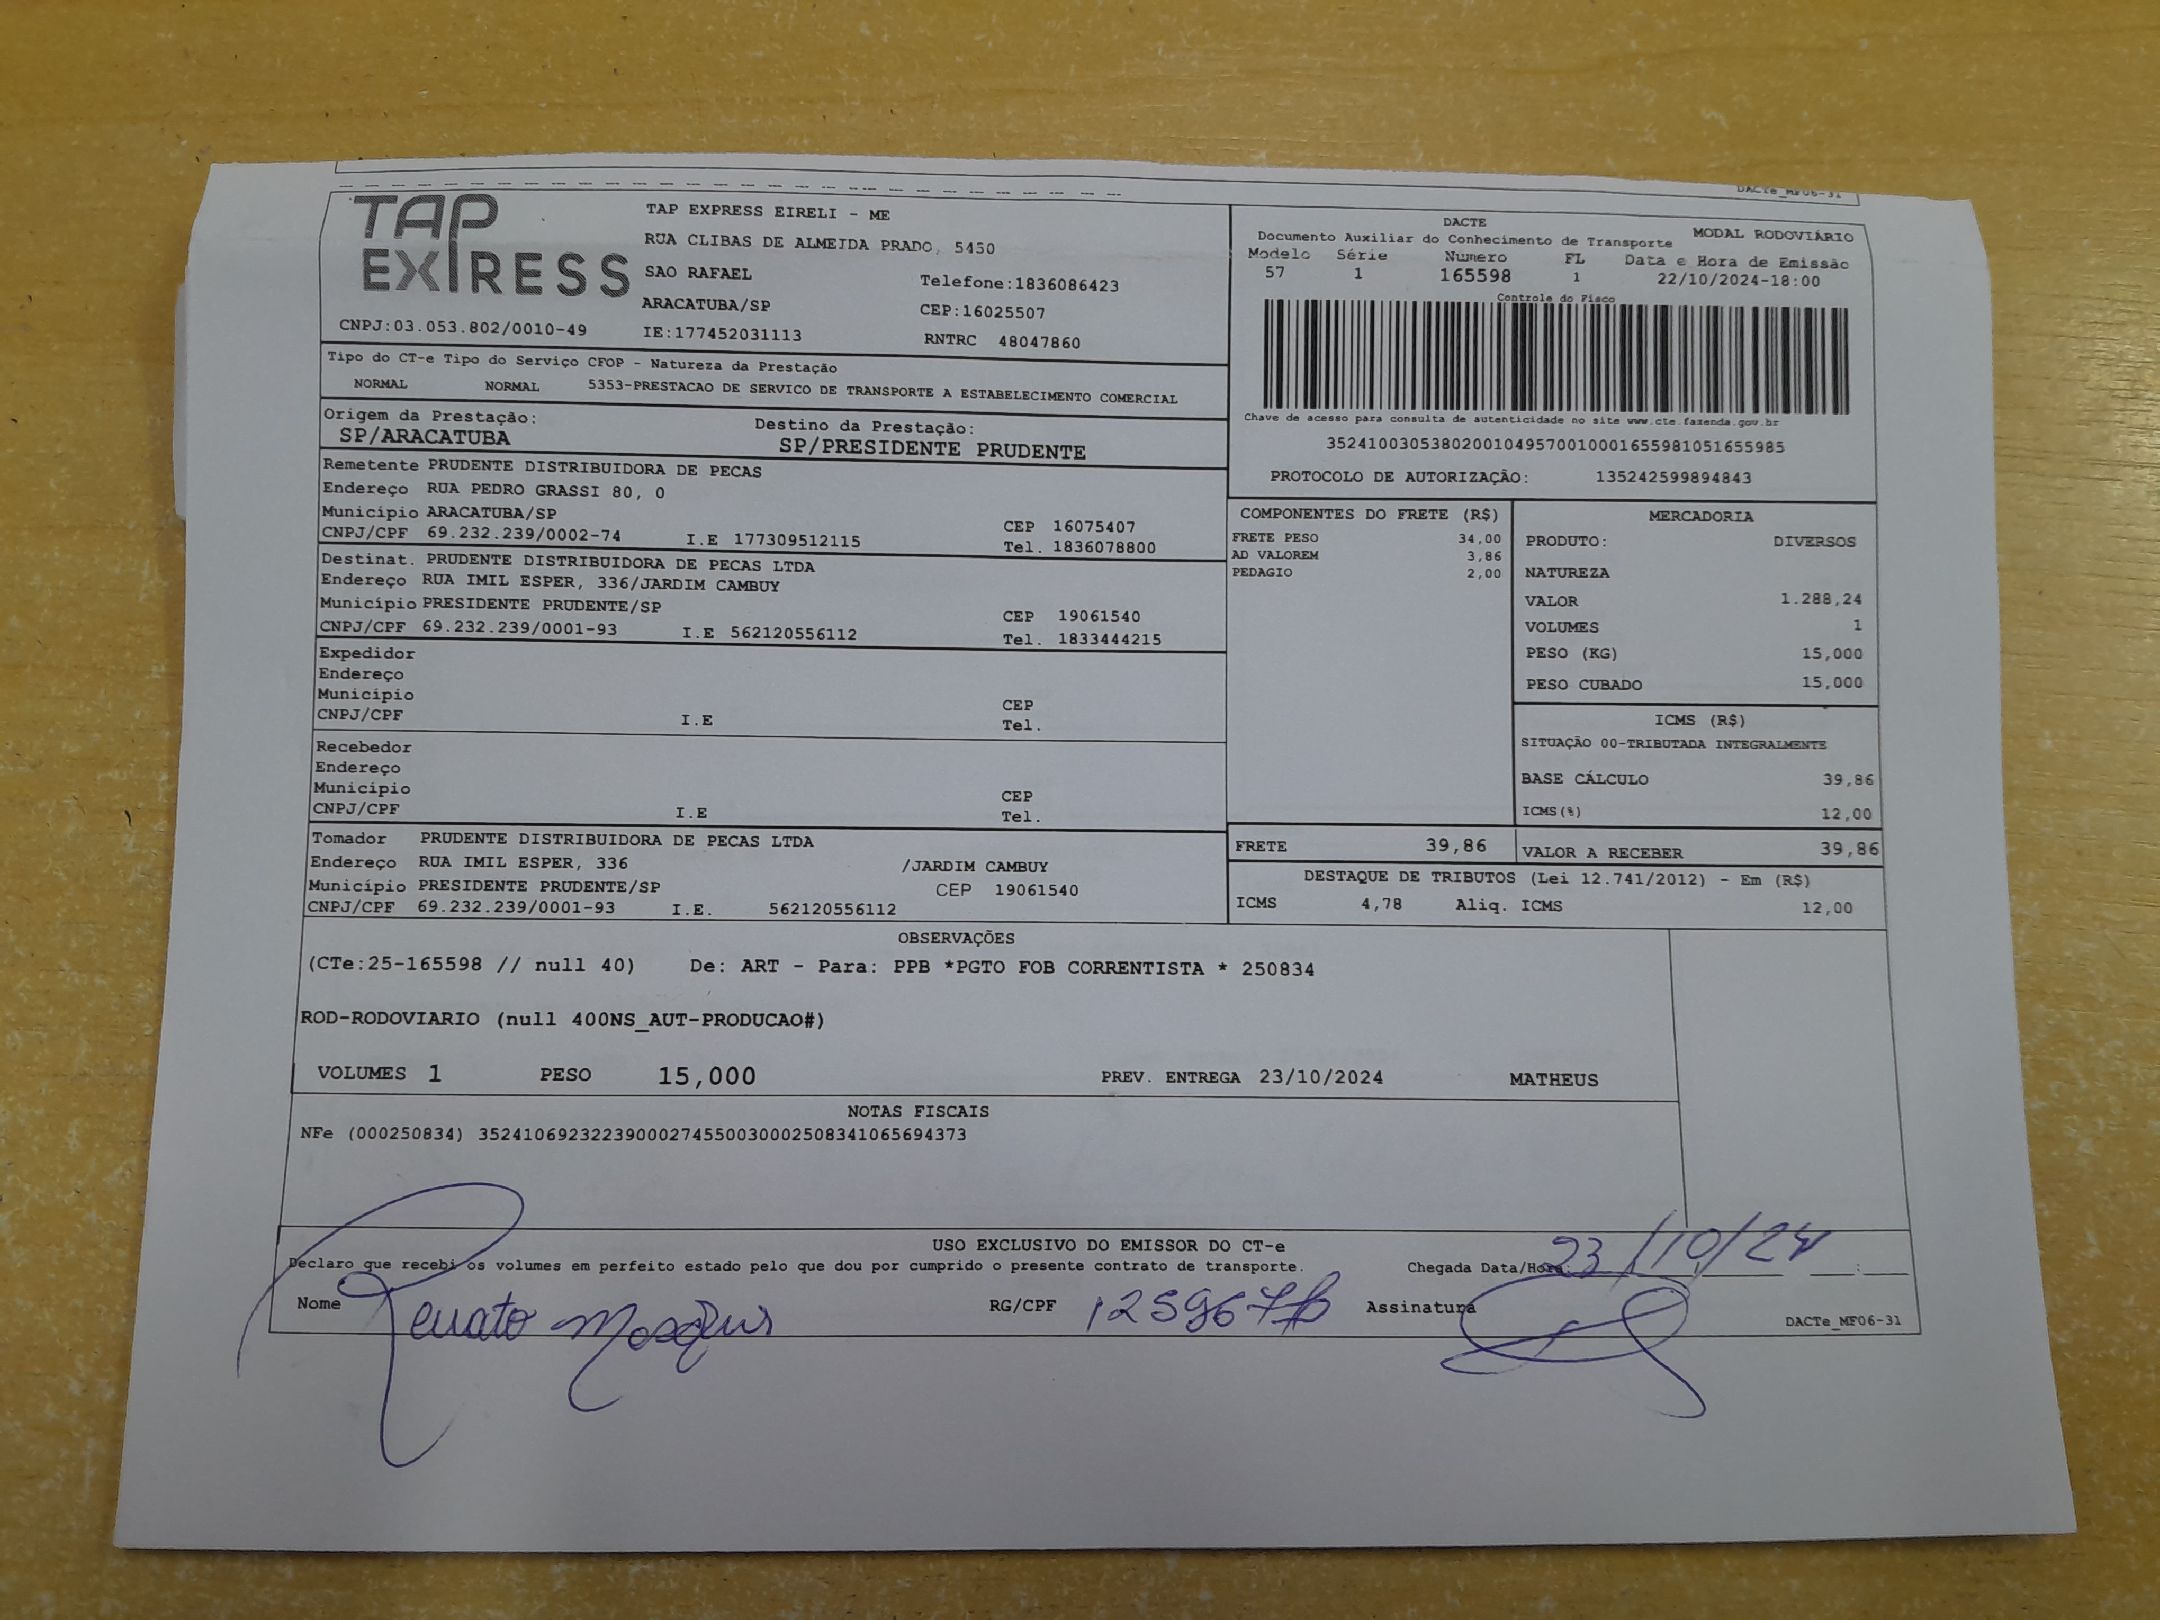 DACTe_MF06-31
TAP
EXPRESS
TAP EXPRESS EIRELI - ME
RUA CLIBAS DE ALMEIDA PRADO, 5450
SAO RAFAEL
Telefone:1836086423
ARACATUBA/SP
CEP:16025507
CNPJ:03.053.802/0010-49
IE:177452031113
RNTRC 48047860
DACTE
MODAL RODOVIÁRIO
Documento Auxiliar do Conhecimento de Transporte
Modelo Série Numero FL Data e Hora de Emissão
57 1 165598 1 22/10/2024-18:00
Controle do Fisco
Chave de acesso para consulta de autenticidade no site www.cte.fazenda.gov.br
35241003053802001049570010001655981051655985
PROTOCOLO DE AUTORIZAÇÃO: 135242599894843
Tipo do CT-e Tipo do Serviço CFOP - Natureza da Prestação
NORMAL NORMAL 5353-PRESTACAO DE SERVICO DE TRANSPORTE A ESTABELECIMENTO COMERCIAL
Origem da Prestação: Destino da Prestação:
SP/ARACATUBA SP/PRESIDENTE PRUDENTE
Remetente PRUDENTE DISTRIBUIDORA DE PECAS
Endereço RUA PEDRO GRASSI 80, 0
Município ARACATUBA/SP CEP 16075407
CNPJ/CPF 69.232.239/0002-74 I.E 177309512115 Tel. 1836078800
Destinat. PRUDENTE DISTRIBUIDORA DE PECAS LTDA
Endereço RUA IMIL ESPER, 336/JARDIM CAMBUY
Município PRESIDENTE PRUDENTE/SP CEP 19061540
CNPJ/CPF 69.232.239/0001-93 I.E 562120556112 Tel. 1833444215
Expedidor
Endereço
Município CEP
CNPJ/CPF I.E Tel.
Recebedor
Endereço
Município CEP
CNPJ/CPF I.E Tel.
Tomador PRUDENTE DISTRIBUIDORA DE PECAS LTDA
Endereço RUA IMIL ESPER, 336 /JARDIM CAMBUY
Município PRESIDENTE PRUDENTE/SP CEP 19061540
CNPJ/CPF 69.232.239/0001-93 I.E. 562120556112
COMPONENTES DO FRETE (R$)
FRETE PESO 34,00
AD VALOREM 3,86
PEDAGIO 2,00
MERCADORIA
PRODUTO: DIVERSOS
NATUREZA
VALOR 1.288,24
VOLUMES 1
PESO (KG) 15,000
PESO CUBADO 15,000
ICMS (R$)
SITUAÇÃO 00-TRIBUTADA INTEGRALMENTE
BASE CÁLCULO 39,86
ICMS(%) 12,00
FRETE 39,86 VALOR A RECEBER 39,86
DESTAQUE DE TRIBUTOS (Lei 12.741/2012) - Em (R$)
ICMS 4,78 Aliq. ICMS 12,00
OBSERVAÇÕES
(CTe:25-165598 // null 40) De: ART - Para: PPB *PGTO FOB CORRENTISTA * 250834
ROD-RODOVIARIO (null 400NS_AUT-PRODUCAO#)
VOLUMES 1 PESO 15,000 PREV. ENTREGA 23/10/2024 MATHEUS
NOTAS FISCAIS
NFe (000250834) 35241069232239000274550030002508341065694373
USO EXCLUSIVO DO EMISSOR DO CT-e
Declaro que recebi os volumes em perfeito estado pelo que dou por cumprido o presente contrato de transporte.
Chegada Data/Hora: 23/10/24
Nome Renato RG/CPF Assinatura
DACTe_MF06-31